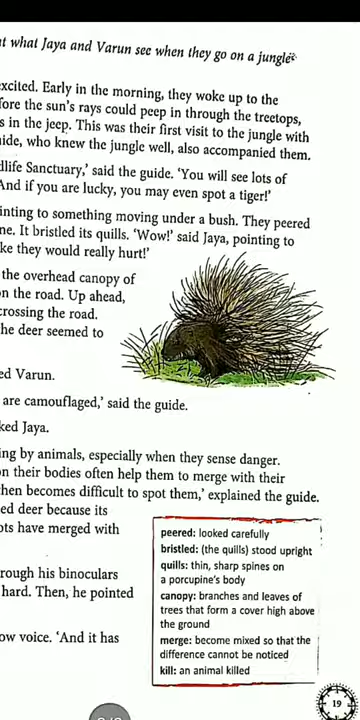 t what Jaya and Varun see when they go on a jungle
xcited. Early in the morning, they woke up to the
fore the sun's rays could peep in through the treetops,
s in the jeep. This was their first visit to the jungle with
uide, who knew the jungle well, also accompanied them.
dlife Sanctuary,' said the guide. 'You will see lots of
And if you are lucky, you may even spot a tiger!'
inting to something moving under a bush. They peered
ne. It bristled its quills. 'Wow!' said Jaya, pointing to
ke they would really hurt!'
the overhead canopy of
n the road. Up ahead,
crossing the road.
he deer seemed to
ed Varun.
are camouflaged,' said the guide.
ked Jaya.
ing by animals, especially when they sense danger.
on their bodies often help them to merge with their
then becomes difficult to spot them,' explained the guide.
ed deer because its
ots have merged with
rough his binoculars
hard. Then, he pointed
ow voice. 'And it has
peered: looked carefully
bristled: (the quills) stood upright
quills: thin, sharp spines on
a porcupine's body
canopy: branches and leaves of
trees that form a cover high above
the ground
merge: become mixed so that the
difference cannot be noticed
kill: an animal killed
19